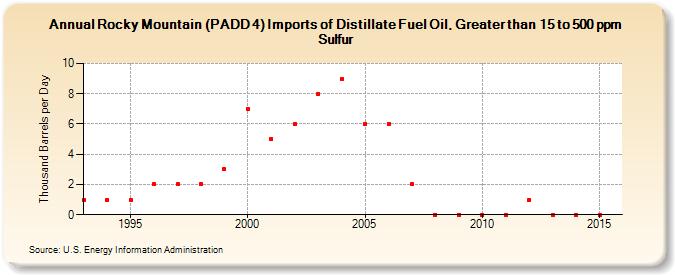 Annual Rocky Mountain (PADD 4) Imports of Distillate Fuel Oil, Greater than 15 to 500 ppm
Sulfur
Thousand Barrels per Day
10
8
6
4
2
0
1995
2000
2005
2010
2015
Source: U.S. Energy Information Administration